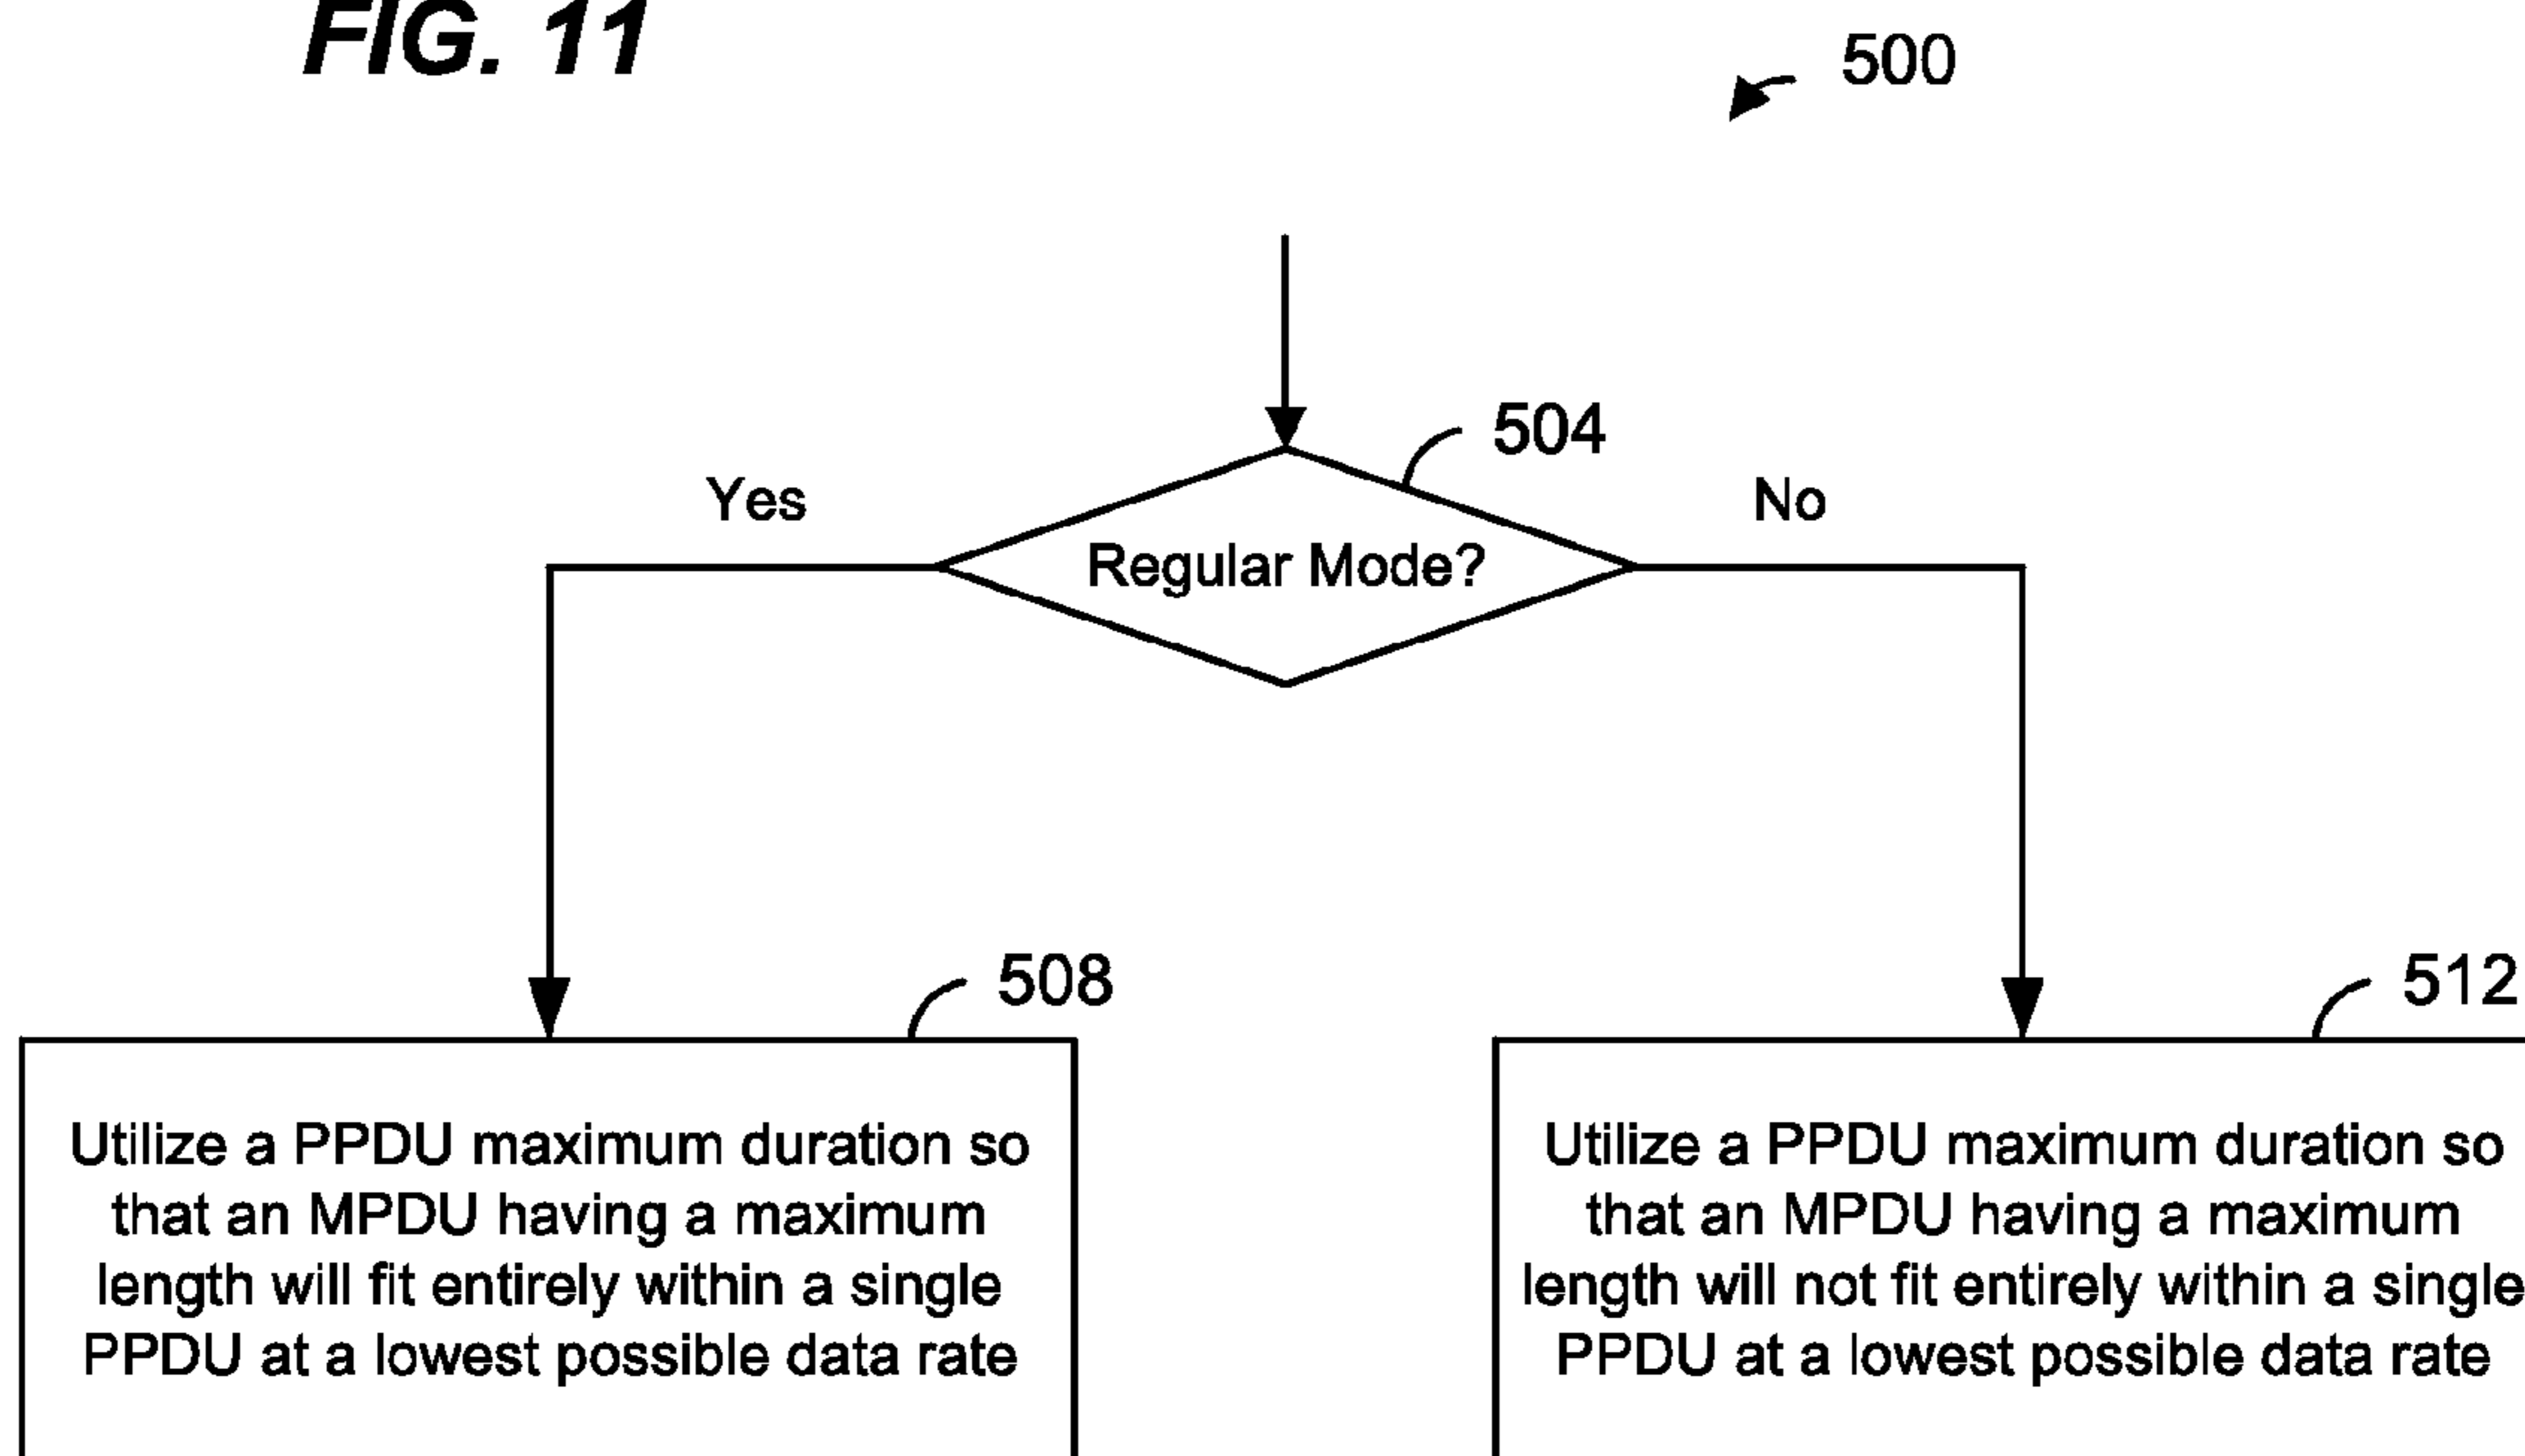 FIG. 11
500
504
Yes
No
Regular Mode?
508
512
Utilize a PPDU maximum duration so
that an MPDU having a maximum
length will fit entirely within a single
PPDU at a lowest possible data rate
Utilize a PPDU maximum duration so
that an MPDU having a maximum
length will not fit entirely within a single
PPDU at a lowest possible data rate